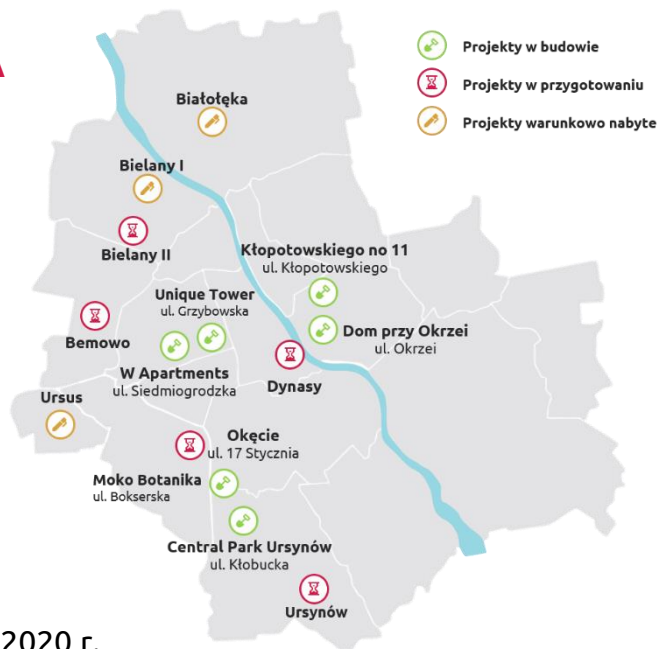 A
Projekty w budowie
Projekty w przygotowaniu
Projekty warunkowo nabyte
Białołęka
Bielany I
Bielany II
Kłopotowskiego no 11
ul. Kłopotowskiego
Unique Tower
ul. Grzybowska
Bemowo
Dom przy Okrzei
ul. Okrzei
W Apartments
ul. Siedmiogrodzka
Dynasy
Ursus
Okęcie
ul. 17 Stycznia
Moko Botanika
ul. Bokserska
Central Park Ursynów
ul. Kłobucka
Ursynów
2020 r.